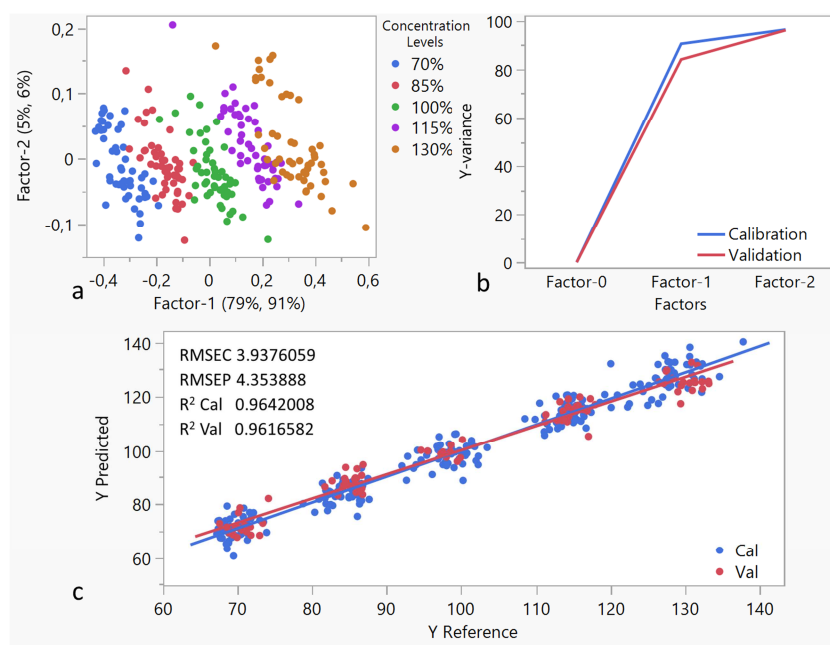 0,2
0,1
0
-0,1
Factor-2 (5%, 6%)
-0,4
-0,2
0
0,2
0,4
0,6
Factor-1 (79%, 91%)
a
Concentration
Levels
70%
85%
100%
115%
130%
100
80
60
40
20
0
Y-variance
Calibration
Validation
Factor-0
Factor-1
Factor-2
Factors
b
140
120
100
80
60
Y Predicted
RMSEC 3.9376059
RMSEP 4.353888
R² Cal 0.9642008
R² Val 0.9616582
Cal
Val
60
70
80
90
100
110
120
130
140
Y Reference
c